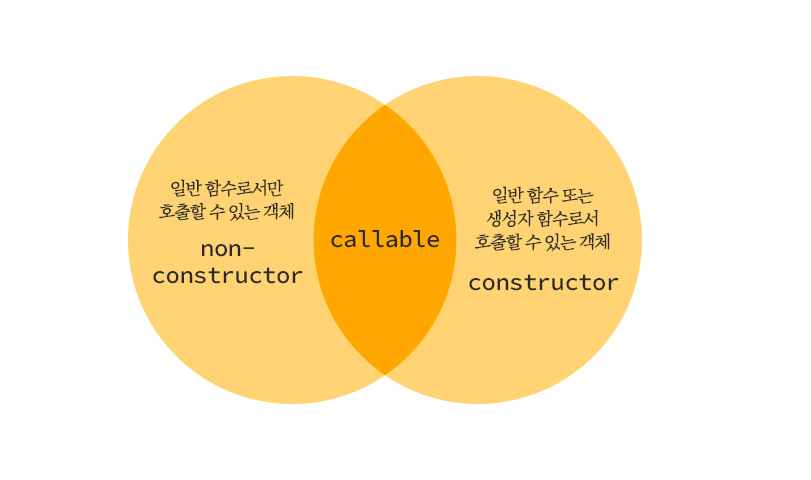 일반 함수로서만
호출할 수 있는 객체
non-
constructor
callable
일반 함수 또는
생성자 함수로서
호출할 수 있는 객체
constructor